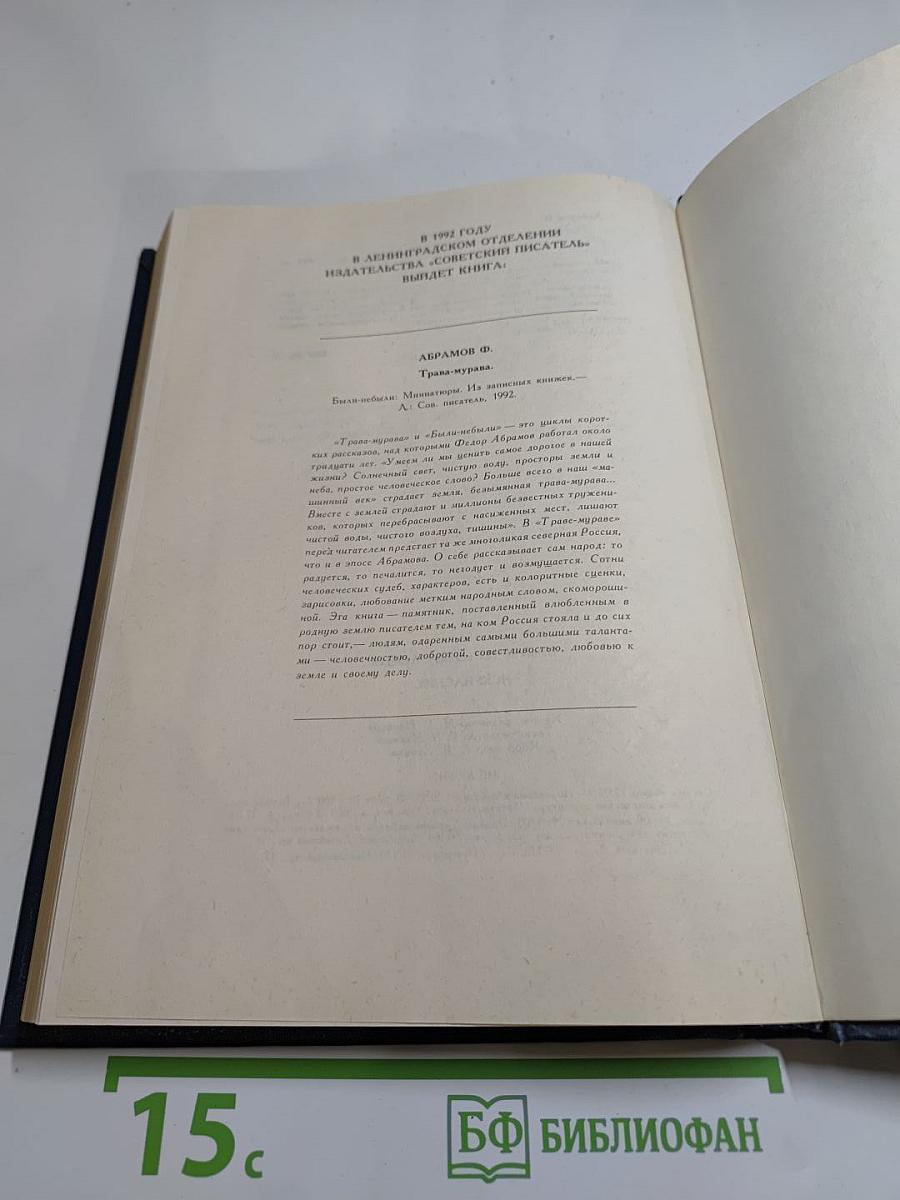 В 1992 ГОДУ
В ЛЕНИНГРАДСКОМ ОТДЕЛЕНИИ
ИЗДАТЕЛЬСТВА «СОВЕТСКИЙ ПИСАТЕЛЬ»
ВЫЙДЕТ КНИГА:
АБРАМОВ Ф.
Трава-мурава.
Были-небыли: Миниатюры. Из записных книжек.—
Л.: Сов. писатель, 1992.
«Трава-мурава» и «Были-небыли» — это циклы корот-
ких рассказов, над которыми Федор Абрамов работал около
тридцати лет. «Умеем ли мы ценить самое дорогое в нашей
жизни? Солнечный свет, чистую воду, просторы земли и
неба, простое человеческое слово? Больше всего в наш «ма-
шинный век» страдает земля, безымянная трава-мурава...
Вместе с землей страдают и миллионы безвестных тружени-
ков, которых перебрасывают с насиженных мест, лишают
чистой воды, чистого воздуха, тишины». В «Траве-мураве»
перед читателем предстает та же многоликая северная Россия,
что и в эпосе Абрамова. О себе рассказывает сам народ: то
радуется, то печалится, то негодует и возмущается. Сотни
человеческих судеб, характеров, есть и колоритные сценки,
зарисовки, любование метким народным словом, скомороши-
ной. Эта книга — памятник, поставленный влюбленным в
родную землю писателем тем, на ком Россия стояла и до сих
пор стоит,— людям, одаренным самыми большими таланта-
ми — человечностью, добротой, совестливостью, любовью к
земле и своему делу.
15 с
БФ БИБЛИОФАН